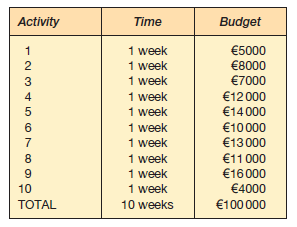 Activity Time Budget
1 1 week €5000
2 1 week €8000
3 1 week €7000
4 1 week €12 000
5 1 week €14 000
6 1 week €10 000
7 1 week €13 000
8 1 week €11 000
9 1 week €16 000
10 1 week €4000
TOTAL 10 weeks €100 000